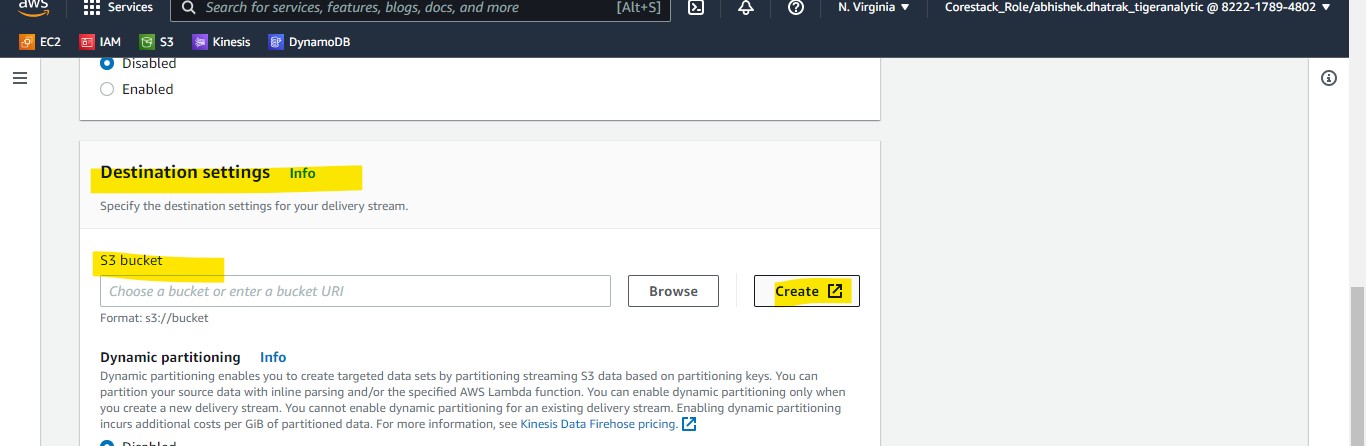 aws
Services
Search for services, features, blogs, docs, and more
[Alt+S]
N. Virginia
Corestack_Role/abhishek.dhatrak_tigeranalytic @ 8222-1789-4802
EC2
IAM
S3
Kinesis
DynamoDB
Disabled
Enabled
Destination settings Info
Specify the destination settings for your delivery stream.
S3 bucket
Choose a bucket or enter a bucket URI
Browse
Create
Format: s3://bucket
Dynamic partitioning Info
Dynamic partitioning enables you to create targeted data sets by partitioning streaming S3 data based on partitioning keys. You can
partition your source data with inline parsing and/or the specified AWS Lambda function. You can enable dynamic partitioning only when
you create a new delivery stream. You cannot enable dynamic partitioning for an existing delivery stream. Enabling dynamic partitioning
incurs additional costs per GiB of partitioned data. For more information, see Kinesis Data Firehose pricing.
Disabled